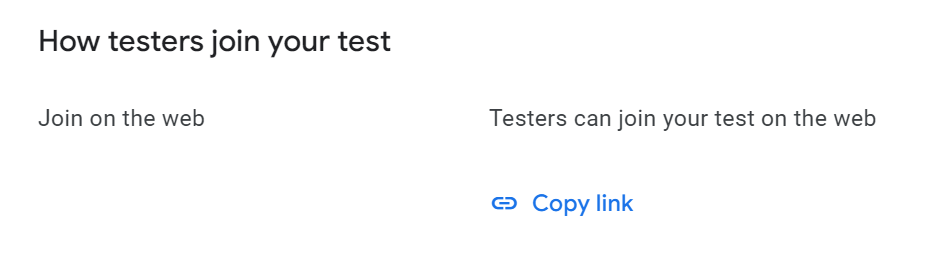 How testers join your test
Join on the web
Testers can join your test on the web
Copy link